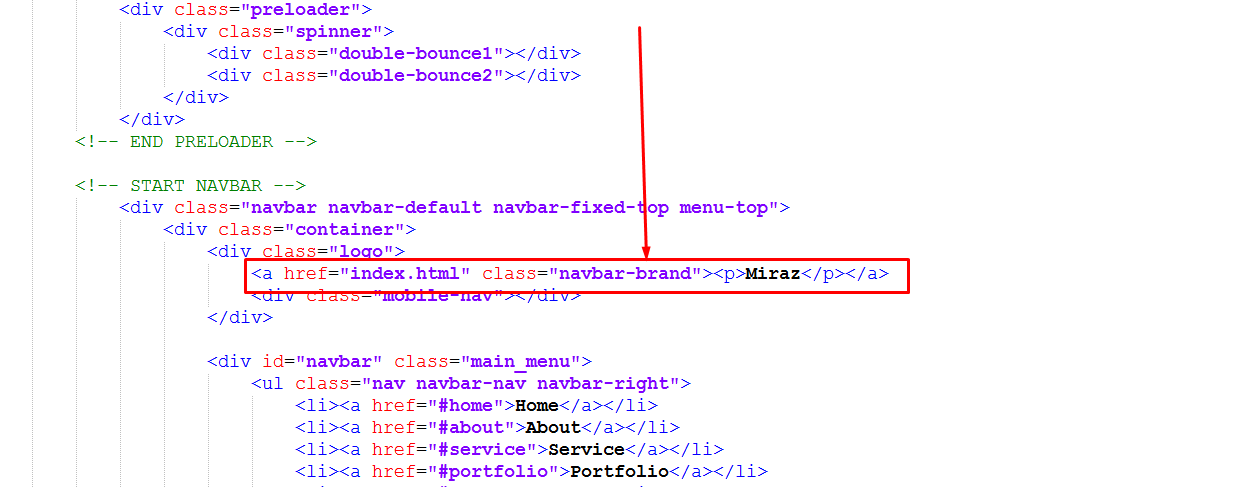 <div class="preloader">
<div class="spinner">
<div class="double-bounce1"></div>
<div class="double-bounce2"></div>
</div>
</div>
<!-- END PRELOADER -->
<!-- START NAVBAR -->
<div class="navbar navbar-default navbar-fixed-top menu-top">
<div class="container">
<div class="logo">
<a href="index.html" class="navbar-brand"><p>Miraz</p></a>
<div class="mobile-nav"></div>
</div>
<div id="navbar" class="main_menu">
<ul class="nav navbar-nav navbar-right">
<li><a href="#home">Home</a></li>
<li><a href="#about">About</a></li>
<li><a href="#service">Service</a></li>
<li><a href="#portfolio">Portfolio</a></li>